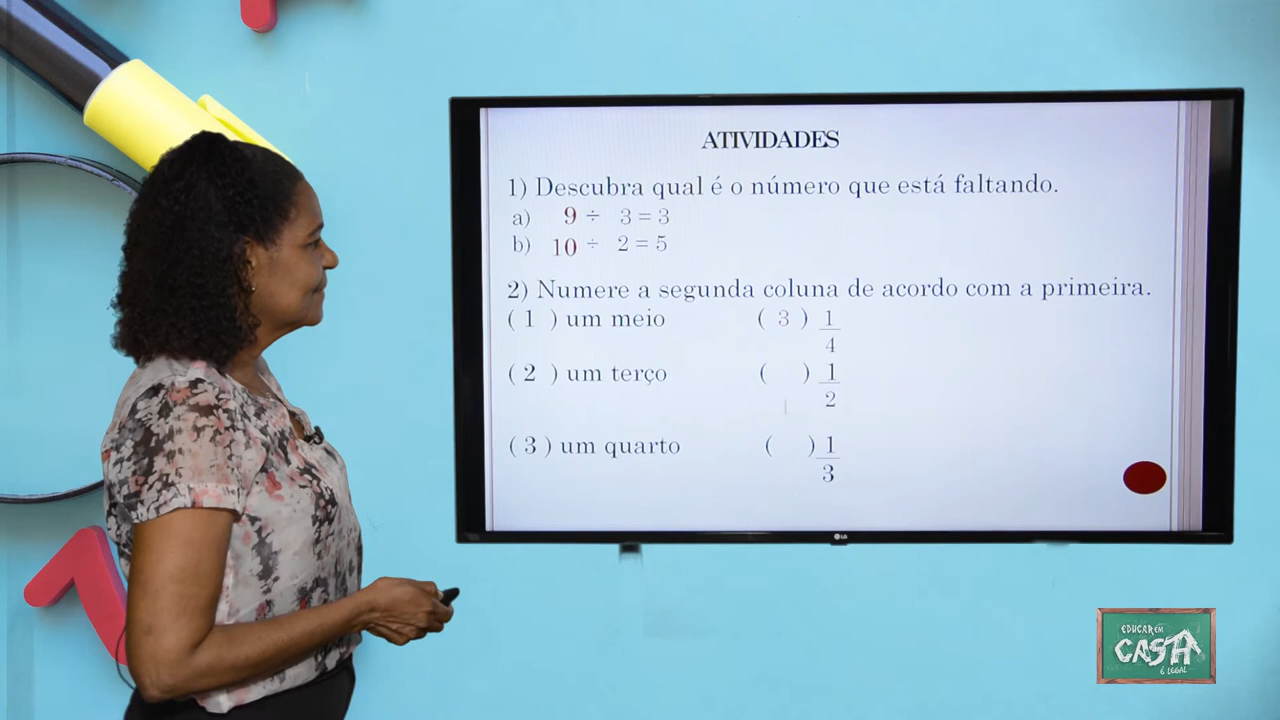 ATIVIDADES
1) Descubra qual é o número que está faltando.
a) 9 ÷ 3 = 3
b) 10 ÷ 2 = 5
2) Numere a segunda coluna de acordo com a primeira.
( 1 ) um meio ( 3 ) 1/4
( 2 ) um terço ( ) 1/2
( 3 ) um quarto ( ) 1/3
LG
EDUCAR EM
CASA
É LEGAL